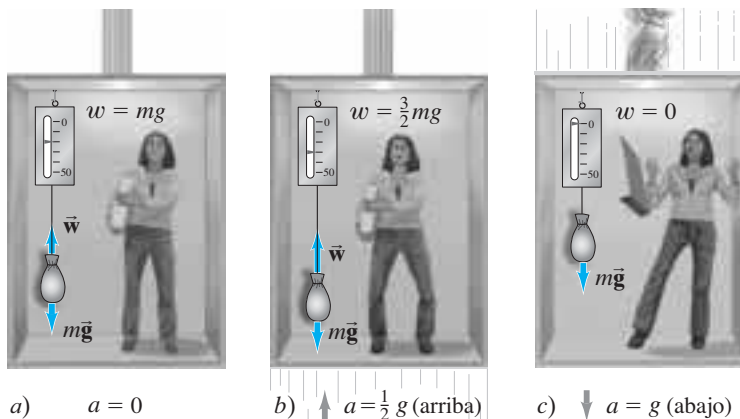 w = mg
0
50
w⃗
mg⃗
a) a = 0
w = 3/2 mg
0
50
w⃗
mg⃗
b) a = 1/2 g (arriba)
w = 0
0
50
mg⃗
c) a = g (abajo)